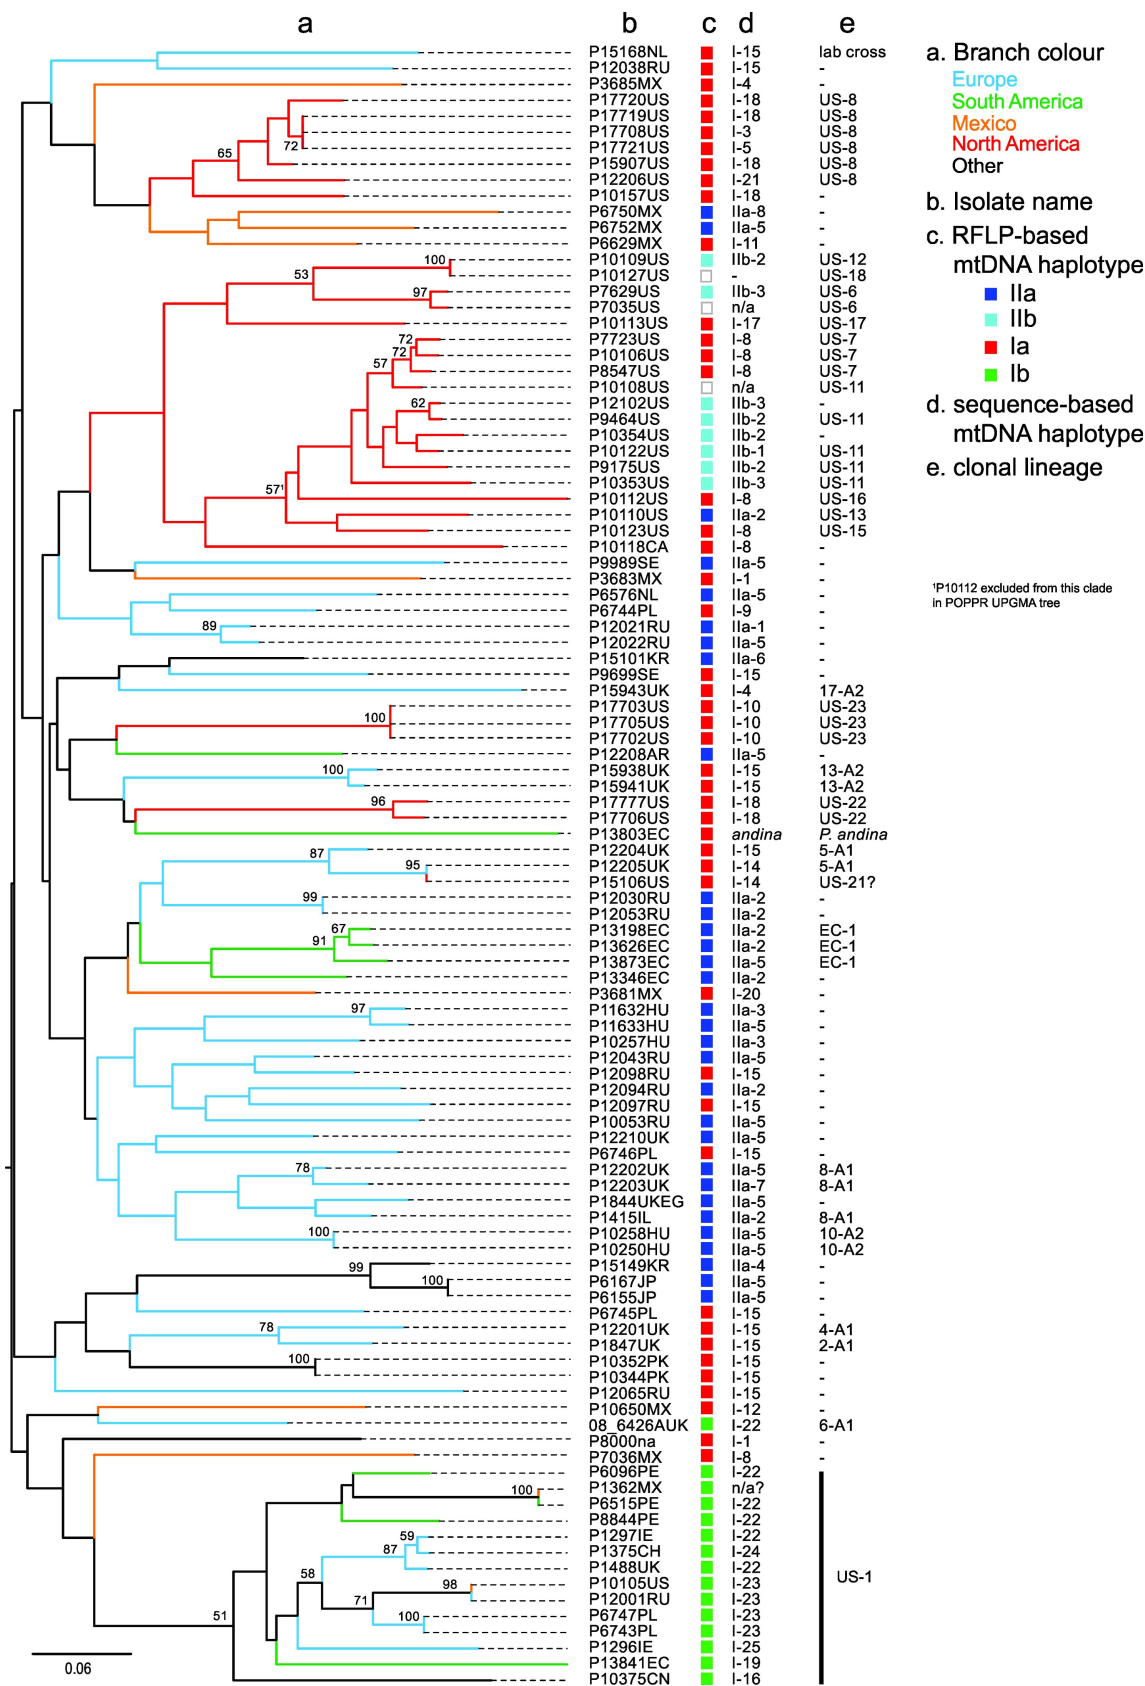 a b c d e
P15168NL I-15 lab cross
P12038RU I-15 -
P3685MX I-4 -
P17720US I-18 US-8
P17719US I-18 US-8
P17708US I-3 US-8
72 P17721US I-5 US-8
65 P15907US I-18 US-8
P12206US I-21 US-8
P10157US I-18 -
P6750MX IIa-8 -
P6752MX IIa-5 -
P6629MX I-11 -
100 P10109US IIb-2 US-12
53 P10127US - US-18
97 P7629US IIb-3 US-6
P7035US n/a US-6
P10113US I-17 US-17
72 P7723US I-8 US-7
72 P10106US I-8 US-7
57 P8547US I-8 US-7
P10108US n/a US-11
62 P12102US IIb-3 -
P9464US IIb-2 US-11
P10354US IIb-2 -
P10122US IIb-1 US-11
P9175US IIb-2 US-11
P10353US IIb-3 US-11
57¹ P10112US I-8 US-16
P10110US IIa-2 US-13
P10123US I-8 US-15
P10118CA I-8 -
P9989SE IIa-5 -
P3683MX I-1 -
P6576NL IIa-5 -
P6744PL I-9 -
89 P12021RU IIa-1 -
P12022RU IIa-5 -
P15101KR IIa-6 -
P9699SE I-15 -
P15943UK I-4 17-A2
P17703US I-10 US-23
100 P17705US I-10 US-23
P17702US I-10 US-23
P12208AR IIa-5 -
100 P15938UK I-15 13-A2
P15941UK I-15 13-A2
96 P17777US I-18 US-22
P17706US I-18 US-22
P13803EC andina P. andina
87 P12204UK I-15 5-A1
95 P12205UK I-14 5-A1
P15106US I-14 US-21?
99 P12030RU IIa-2 -
P12053RU IIa-2 -
67 P13198EC IIa-2 EC-1
91 P13626EC IIa-2 EC-1
P13873EC IIa-5 EC-1
P13346EC IIa-2 -
P3681MX I-20 -
97 P11632HU IIa-3 -
P11633HU IIa-5 -
P10257HU IIa-3 -
P12043RU IIa-5 -
P12098RU I-15 -
P12094RU IIa-2 -
P12097RU I-15 -
P10053RU IIa-5 -
P12210UK IIa-5 -
P6746PL I-15 -
78 P12202UK IIa-5 8-A1
P12203UK IIa-7 8-A1
P1844UKEG IIa-5 -
P1415IL IIa-2 8-A1
100 P10258HU IIa-5 10-A2
P10250HU IIa-5 10-A2
99 P15149KR IIa-4 -
100 P6167JP IIa-5 -
P6155JP IIa-5 -
P6745PL I-15 -
78 P12201UK I-15 4-A1
P1847UK I-15 2-A1
100 P10352PK I-15 -
P10344PK I-15 -
P12065RU I-15 -
P10650MX I-12 -
08_6426AUK I-22 6-A1
P8000na I-1 -
P7036MX I-8 -
P6096PE I-22
100 P1362MX n/a?
P6515PE I-22
P8844PE I-22
59 P1297IE I-22
87 P1375CH I-24
P1488UK I-22
58 98 P10105US I-23
71 P12001RU I-23
100 P6747PL I-23
P6743PL I-23
P1296IE I-25
P13841EC I-19
P10375CN I-16
51
US-1
0.06
a. Branch colour
Europe
South America
Mexico
North America
Other
b. Isolate name
c. RFLP-based
mtDNA haplotype
IIa
IIb
Ia
Ib
d. sequence-based
mtDNA haplotype
e. clonal lineage
¹P10112 excluded from this clade
in POPPR UPGMA tree